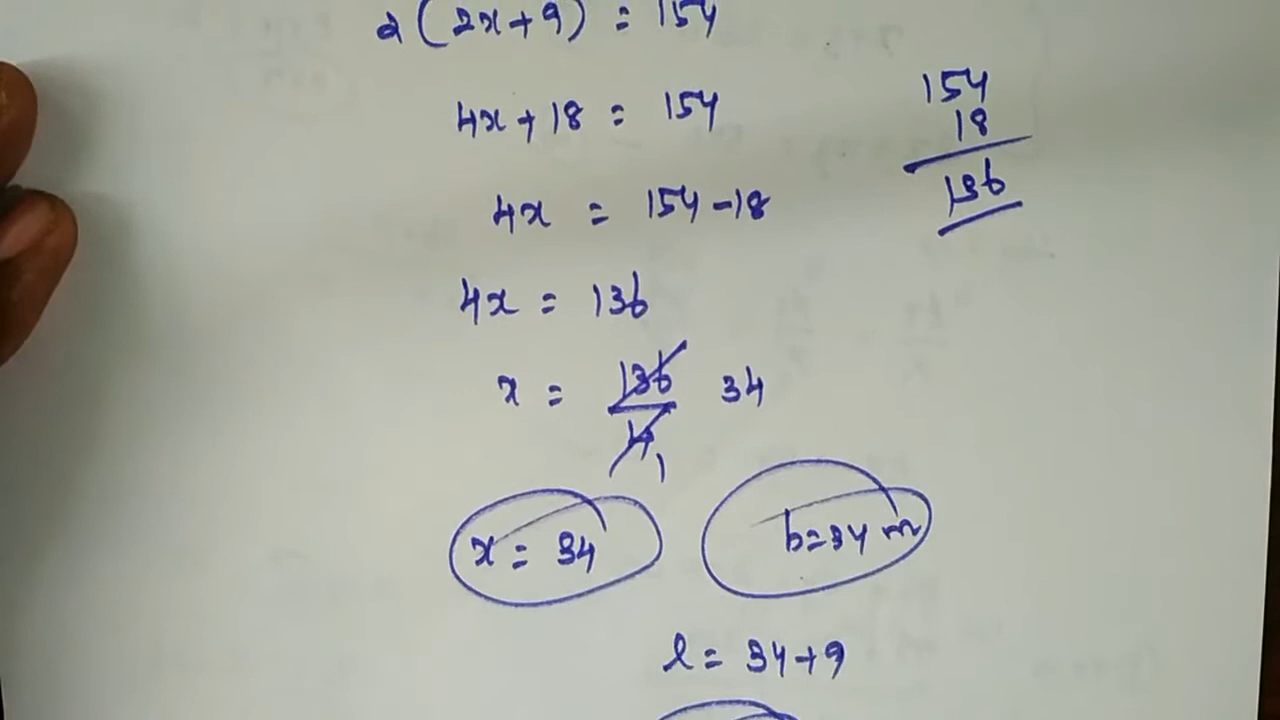 2(2x+9) = 154
4x+18 = 154
4x = 154-18
154
18
136
4x = 136
x = 136/4 34
1
x = 34
b=34 m
l = 34+9